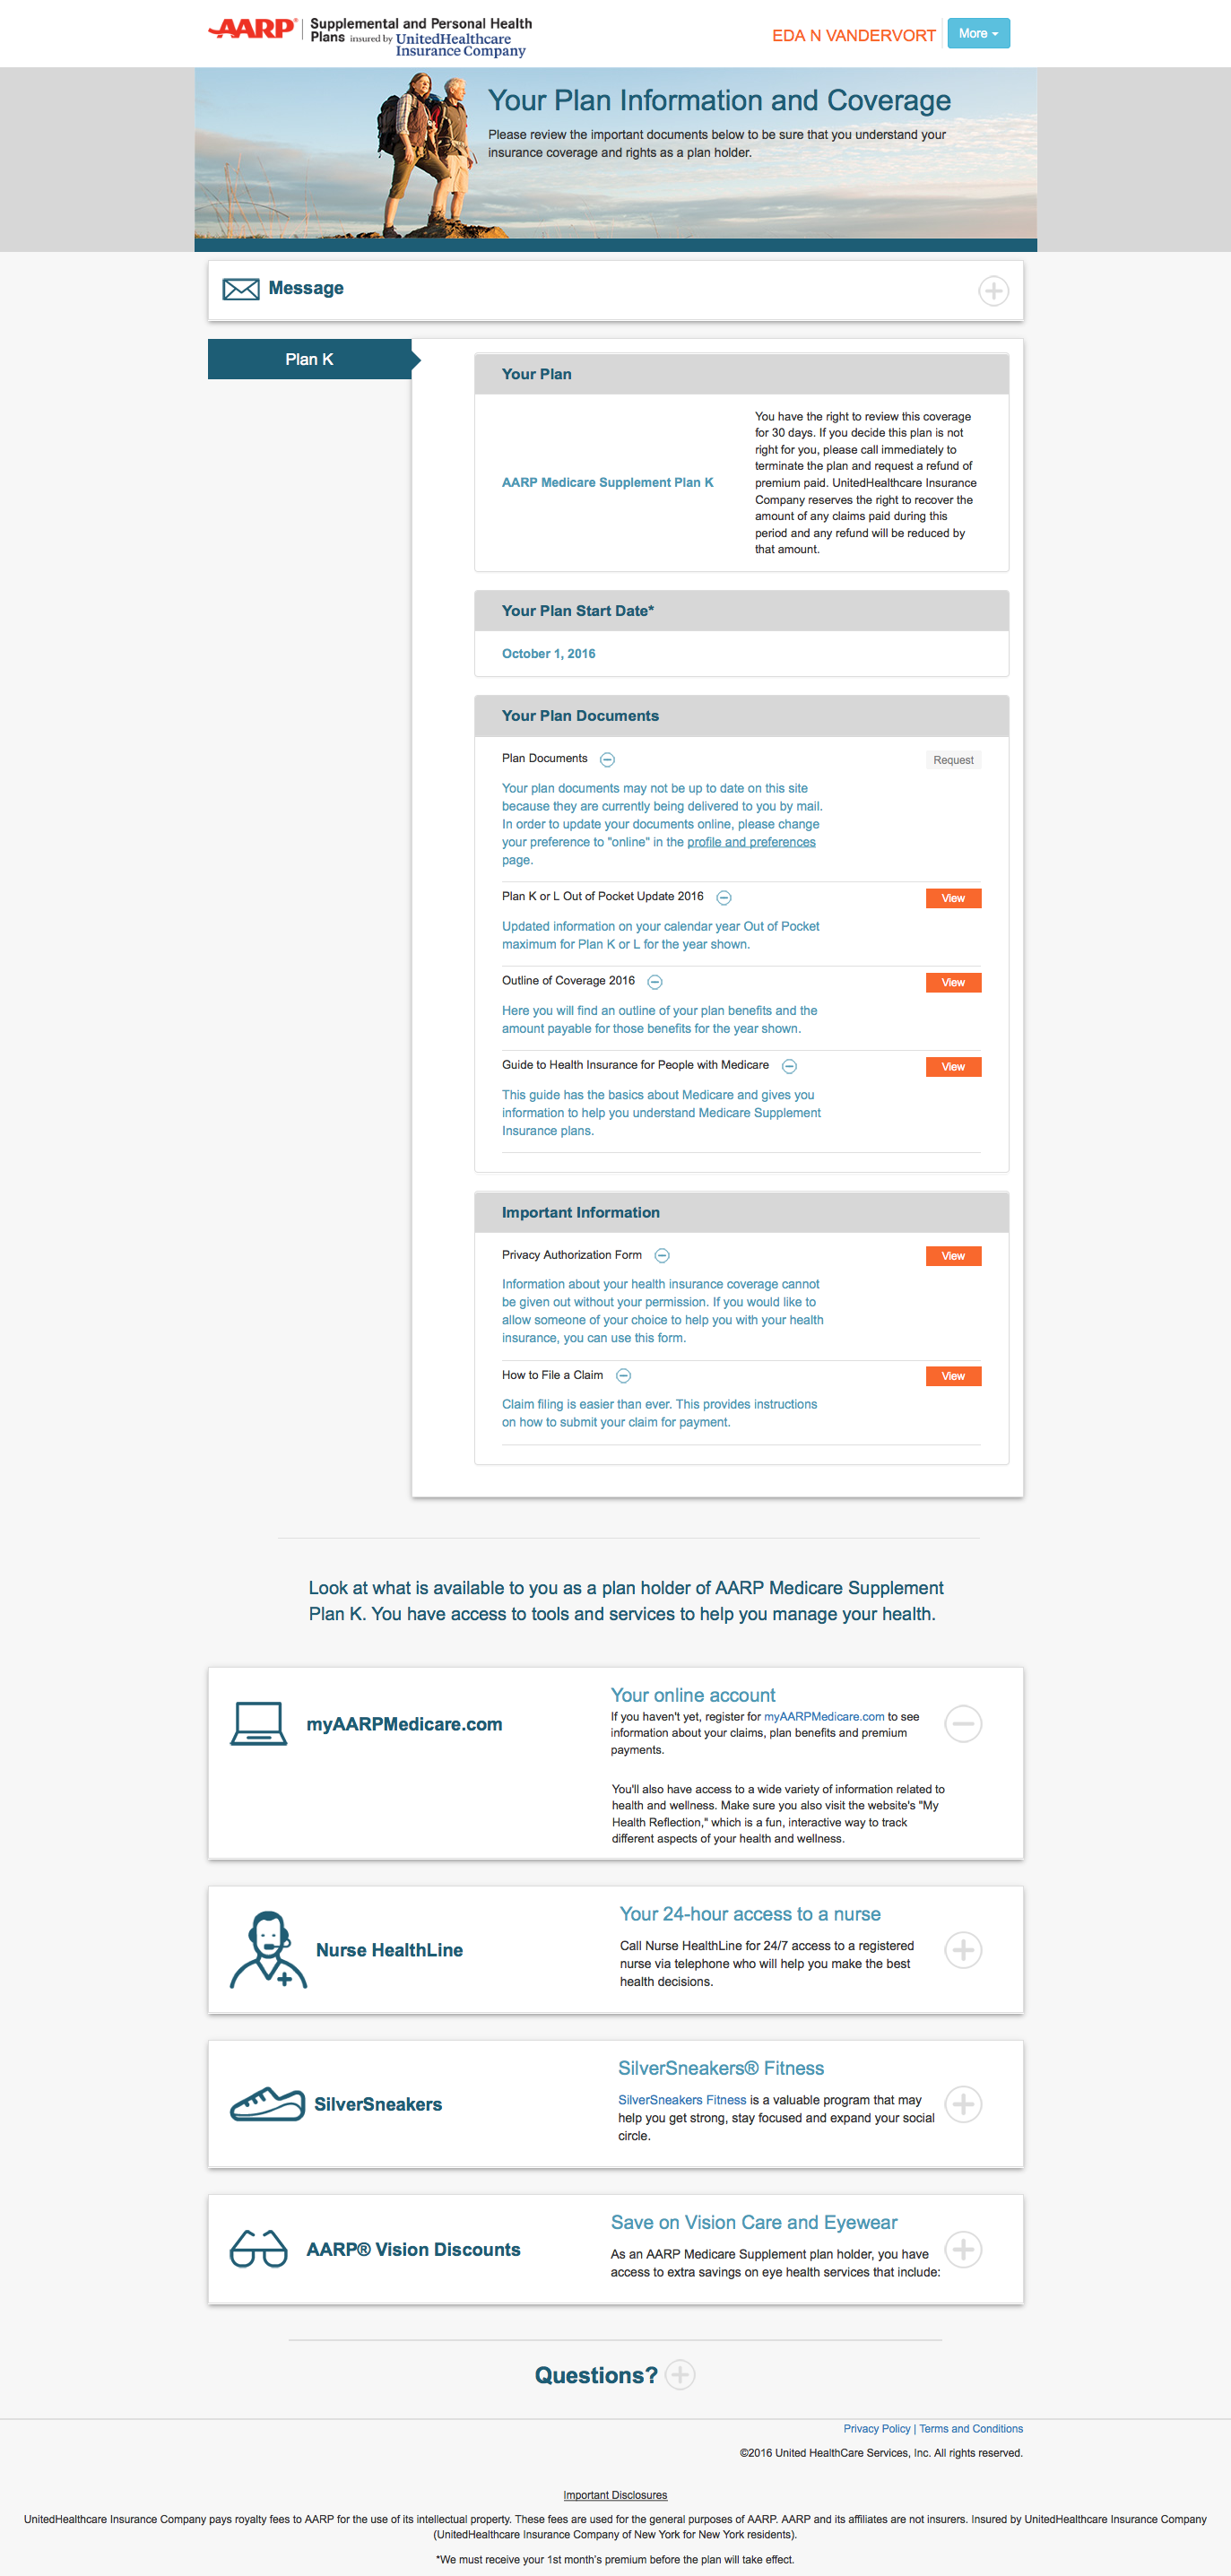 AARP® Supplemental and Personal Health
Plans insured by UnitedHealthcare
Insurance Company
EDA N VANDERVORT
More
Your Plan Information and Coverage
Please review the important documents below to be sure that you understand your
insurance coverage and rights as a plan holder.
Message
Plan K
Your Plan
AARP Medicare Supplement Plan K
You have the right to review this coverage
for 30 days. If you decide this plan is not
right for you, please call immediately to
terminate the plan and request a refund of
premium paid. UnitedHealthcare Insurance
Company reserves the right to recover the
amount of any claims paid during this
period and any refund will be reduced by
that amount.
Your Plan Start Date*
October 1, 2016
Your Plan Documents
Plan Documents
Request
Your plan documents may not be up to date on this site
because they are currently being delivered to you by mail.
In order to update your documents online, please change
your preference to "online" in the profile and preferences
page.
Plan K or L Out of Pocket Update 2016
View
Updated information on your calendar year Out of Pocket
maximum for Plan K or L for the year shown.
Outline of Coverage 2016
View
Here you will find an outline of your plan benefits and the
amount payable for those benefits for the year shown.
Guide to Health Insurance for People with Medicare
View
This guide has the basics about Medicare and gives you
information to help you understand Medicare Supplement
Insurance plans.
Important Information
Privacy Authorization Form
View
Information about your health insurance coverage cannot
be given out without your permission. If you would like to
allow someone of your choice to help you with your health
insurance, you can use this form.
How to File a Claim
View
Claim filing is easier than ever. This provides instructions
on how to submit your claim for payment.
Look at what is available to you as a plan holder of AARP Medicare Supplement
Plan K. You have access to tools and services to help you manage your health.
myAARPMedicare.com
Your online account
If you haven't yet, register for myAARPMedicare.com to see
information about your claims, plan benefits and premium
payments.
You'll also have access to a wide variety of information related to
health and wellness. Make sure you also visit the website's "My
Health Reflection," which is a fun, interactive way to track
different aspects of your health and wellness.
Nurse HealthLine
Your 24-hour access to a nurse
Call Nurse HealthLine for 24/7 access to a registered
nurse via telephone who will help you make the best
health decisions.
SilverSneakers
SilverSneakers® Fitness
SilverSneakers Fitness is a valuable program that may
help you get strong, stay focused and expand your social
circle.
AARP® Vision Discounts
Save on Vision Care and Eyewear
As an AARP Medicare Supplement plan holder, you have
access to extra savings on eye health services that include:
Questions?
Privacy Policy | Terms and Conditions
©2016 United HealthCare Services, Inc. All rights reserved.
Important Disclosures
UnitedHealthcare Insurance Company pays royalty fees to AARP for the use of its intellectual property. These fees are used for the general purposes of AARP. AARP and its affiliates are not insurers. Insured by UnitedHealthcare Insurance Company
(UnitedHealthcare Insurance Company of New York for New York residents).
*We must receive your 1st month's premium before the plan will take effect.